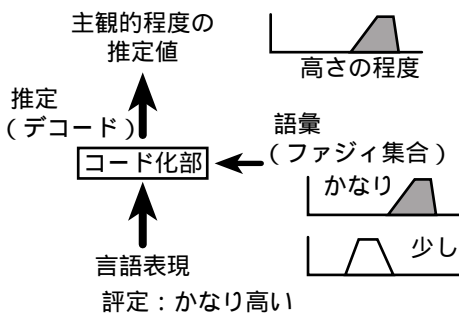 主観的程度の
推定値
高さの程度
推定
(デコード)
語彙
(ファジィ集合)
コード化部
かなり
少し
言語表現
評定:かなり高い